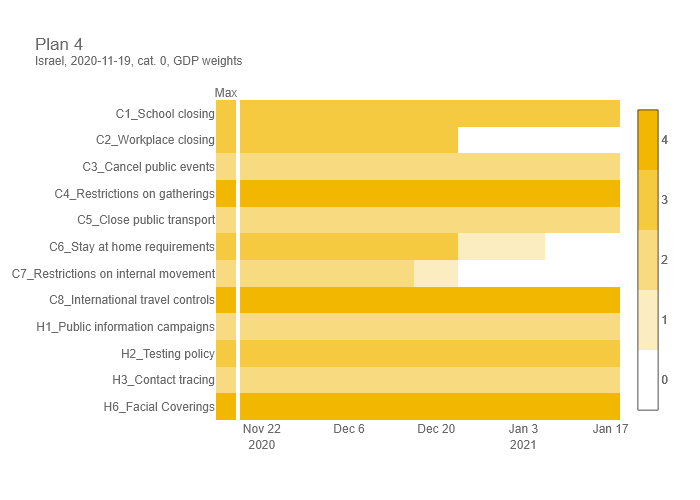 Plan 4
Israel, 2020-11-19, cat. 0, GDP weights
Max
C1_School closing
C2_Workplace closing
C3_Cancel public events
C4_Restrictions on gatherings
C5_Close public transport
C6_Stay at home requirements
C7_Restrictions on internal movement
C8_International travel controls
H1_Public information campaigns
H2_Testing policy
H3_Contact tracing
H6_Facial Coverings
Nov 22 Dec 6 Dec 20 Jan 3 Jan 17
2020 2021
4
3
2
1
0